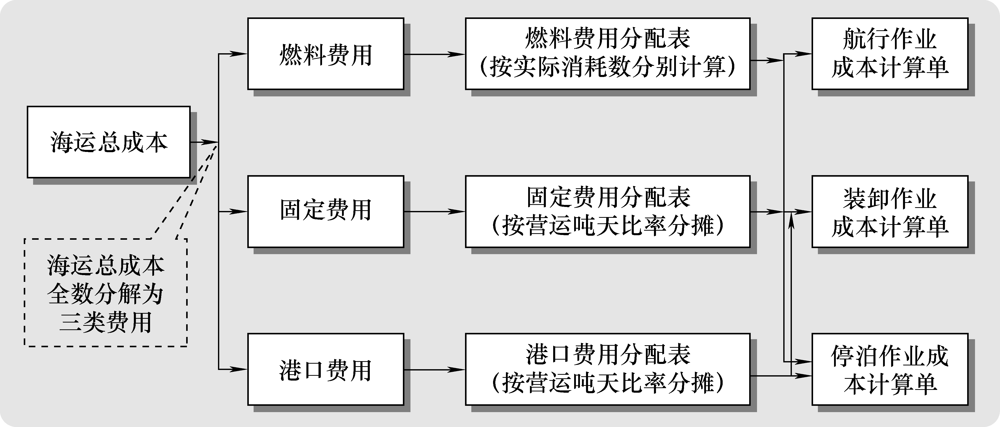 海运总成本
海运总成本
全数分解为
三类费用
燃料费用
固定费用
港口费用
燃料费用分配表
（按实际消耗数分别计算）
固定费用分配表
（按营运吨天比率分摊）
港口费用分配表
（按营运吨天比率分摊）
航行作业
成本计算单
装卸作业
成本计算单
停泊作业成
本计算单